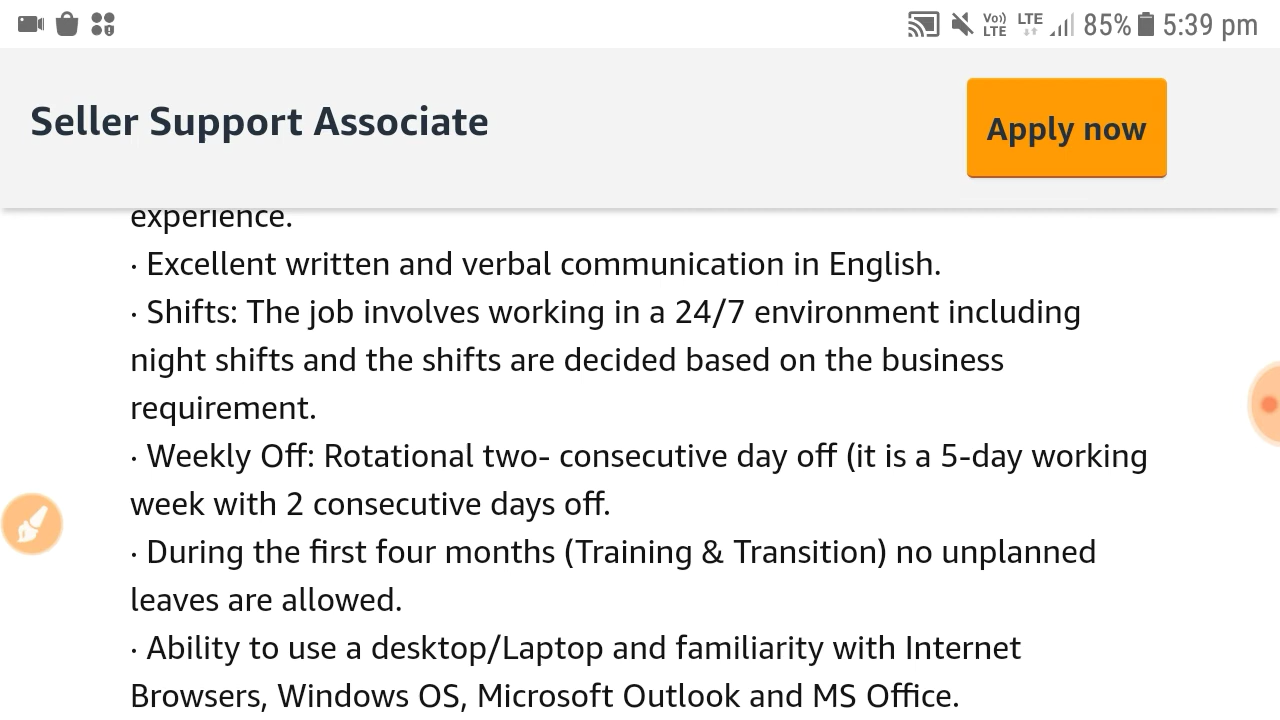 Vo))
LTE
LTE
85%
5:39 pm
Seller Support Associate
Apply now
experience.
· Excellent written and verbal communication in English.
· Shifts: The job involves working in a 24/7 environment including
night shifts and the shifts are decided based on the business
requirement.
· Weekly Off: Rotational two- consecutive day off (it is a 5-day working
week with 2 consecutive days off.
· During the first four months (Training & Transition) no unplanned
leaves are allowed.
· Ability to use a desktop/Laptop and familiarity with Internet
Browsers, Windows OS, Microsoft Outlook and MS Office.